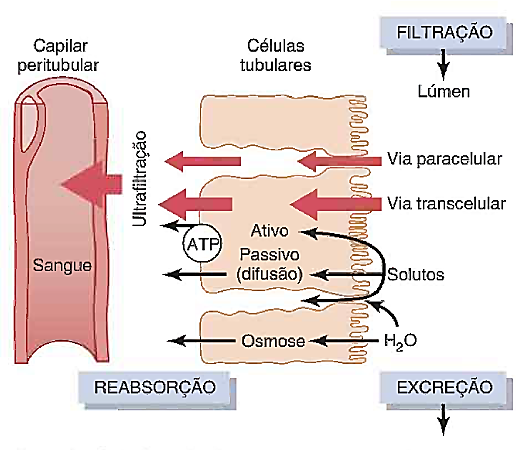 FILTRAÇÃO
Capilar
peritubular
Células
tubulares
Lúmen
Ultrafiltração
Via paracelular
Via transcelular
ATP
Ativo
Passivo
(difusão)
Solutos
Sangue
Osmose
H₂O
REABSORÇÃO
EXCREÇÃO